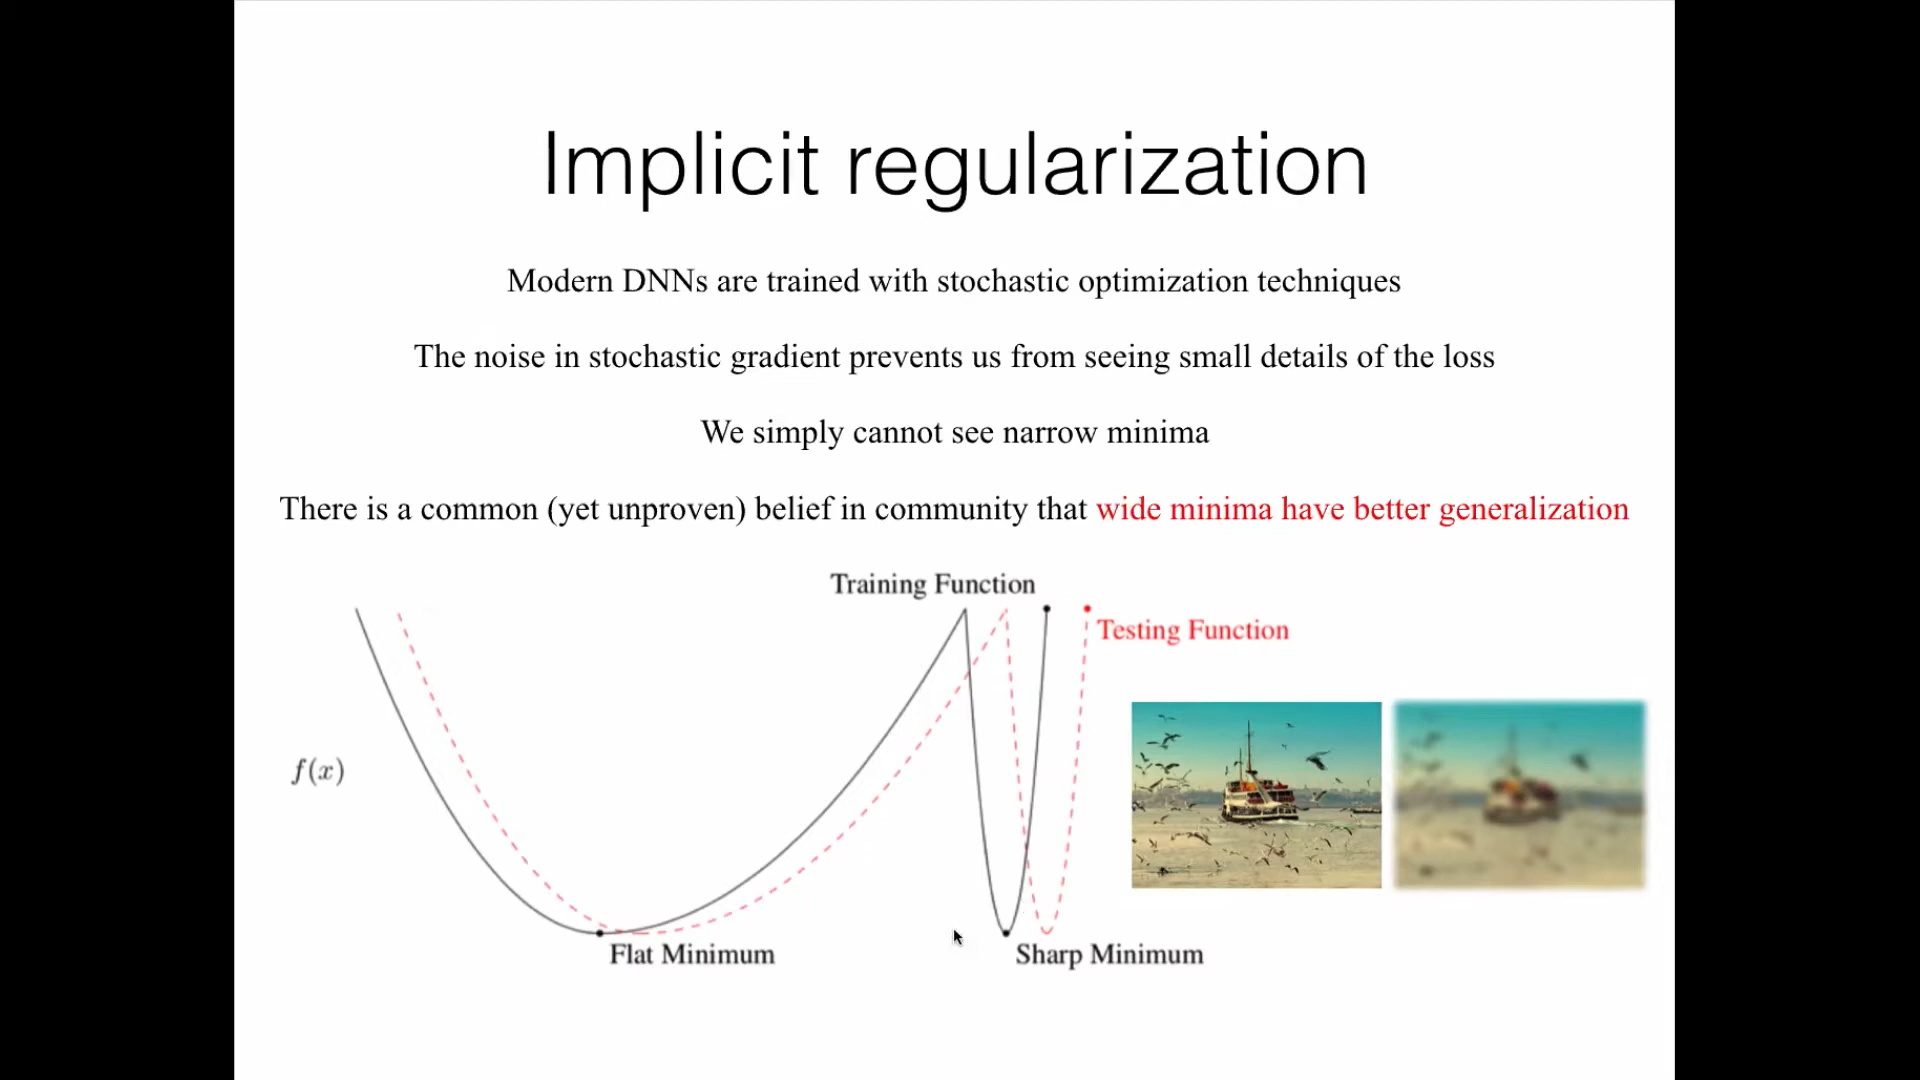 Implicit regularization
Modern DNNs are trained with stochastic optimization techniques
The noise in stochastic gradient prevents us from seeing small details of the loss
We simply cannot see narrow minima
There is a common (yet unproven) belief in community that wide minima have better generalization
Training Function
Testing Function
f(x)
Flat Minimum
Sharp Minimum